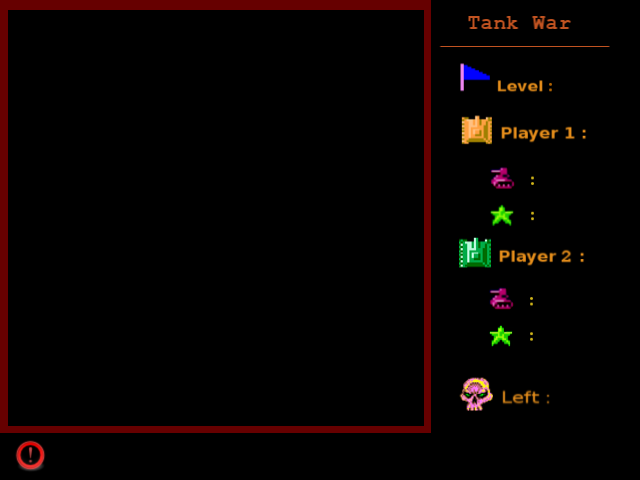 Tank War
Level :
Player 1 :
:
:
Player 2 :
:
:
Left :
!